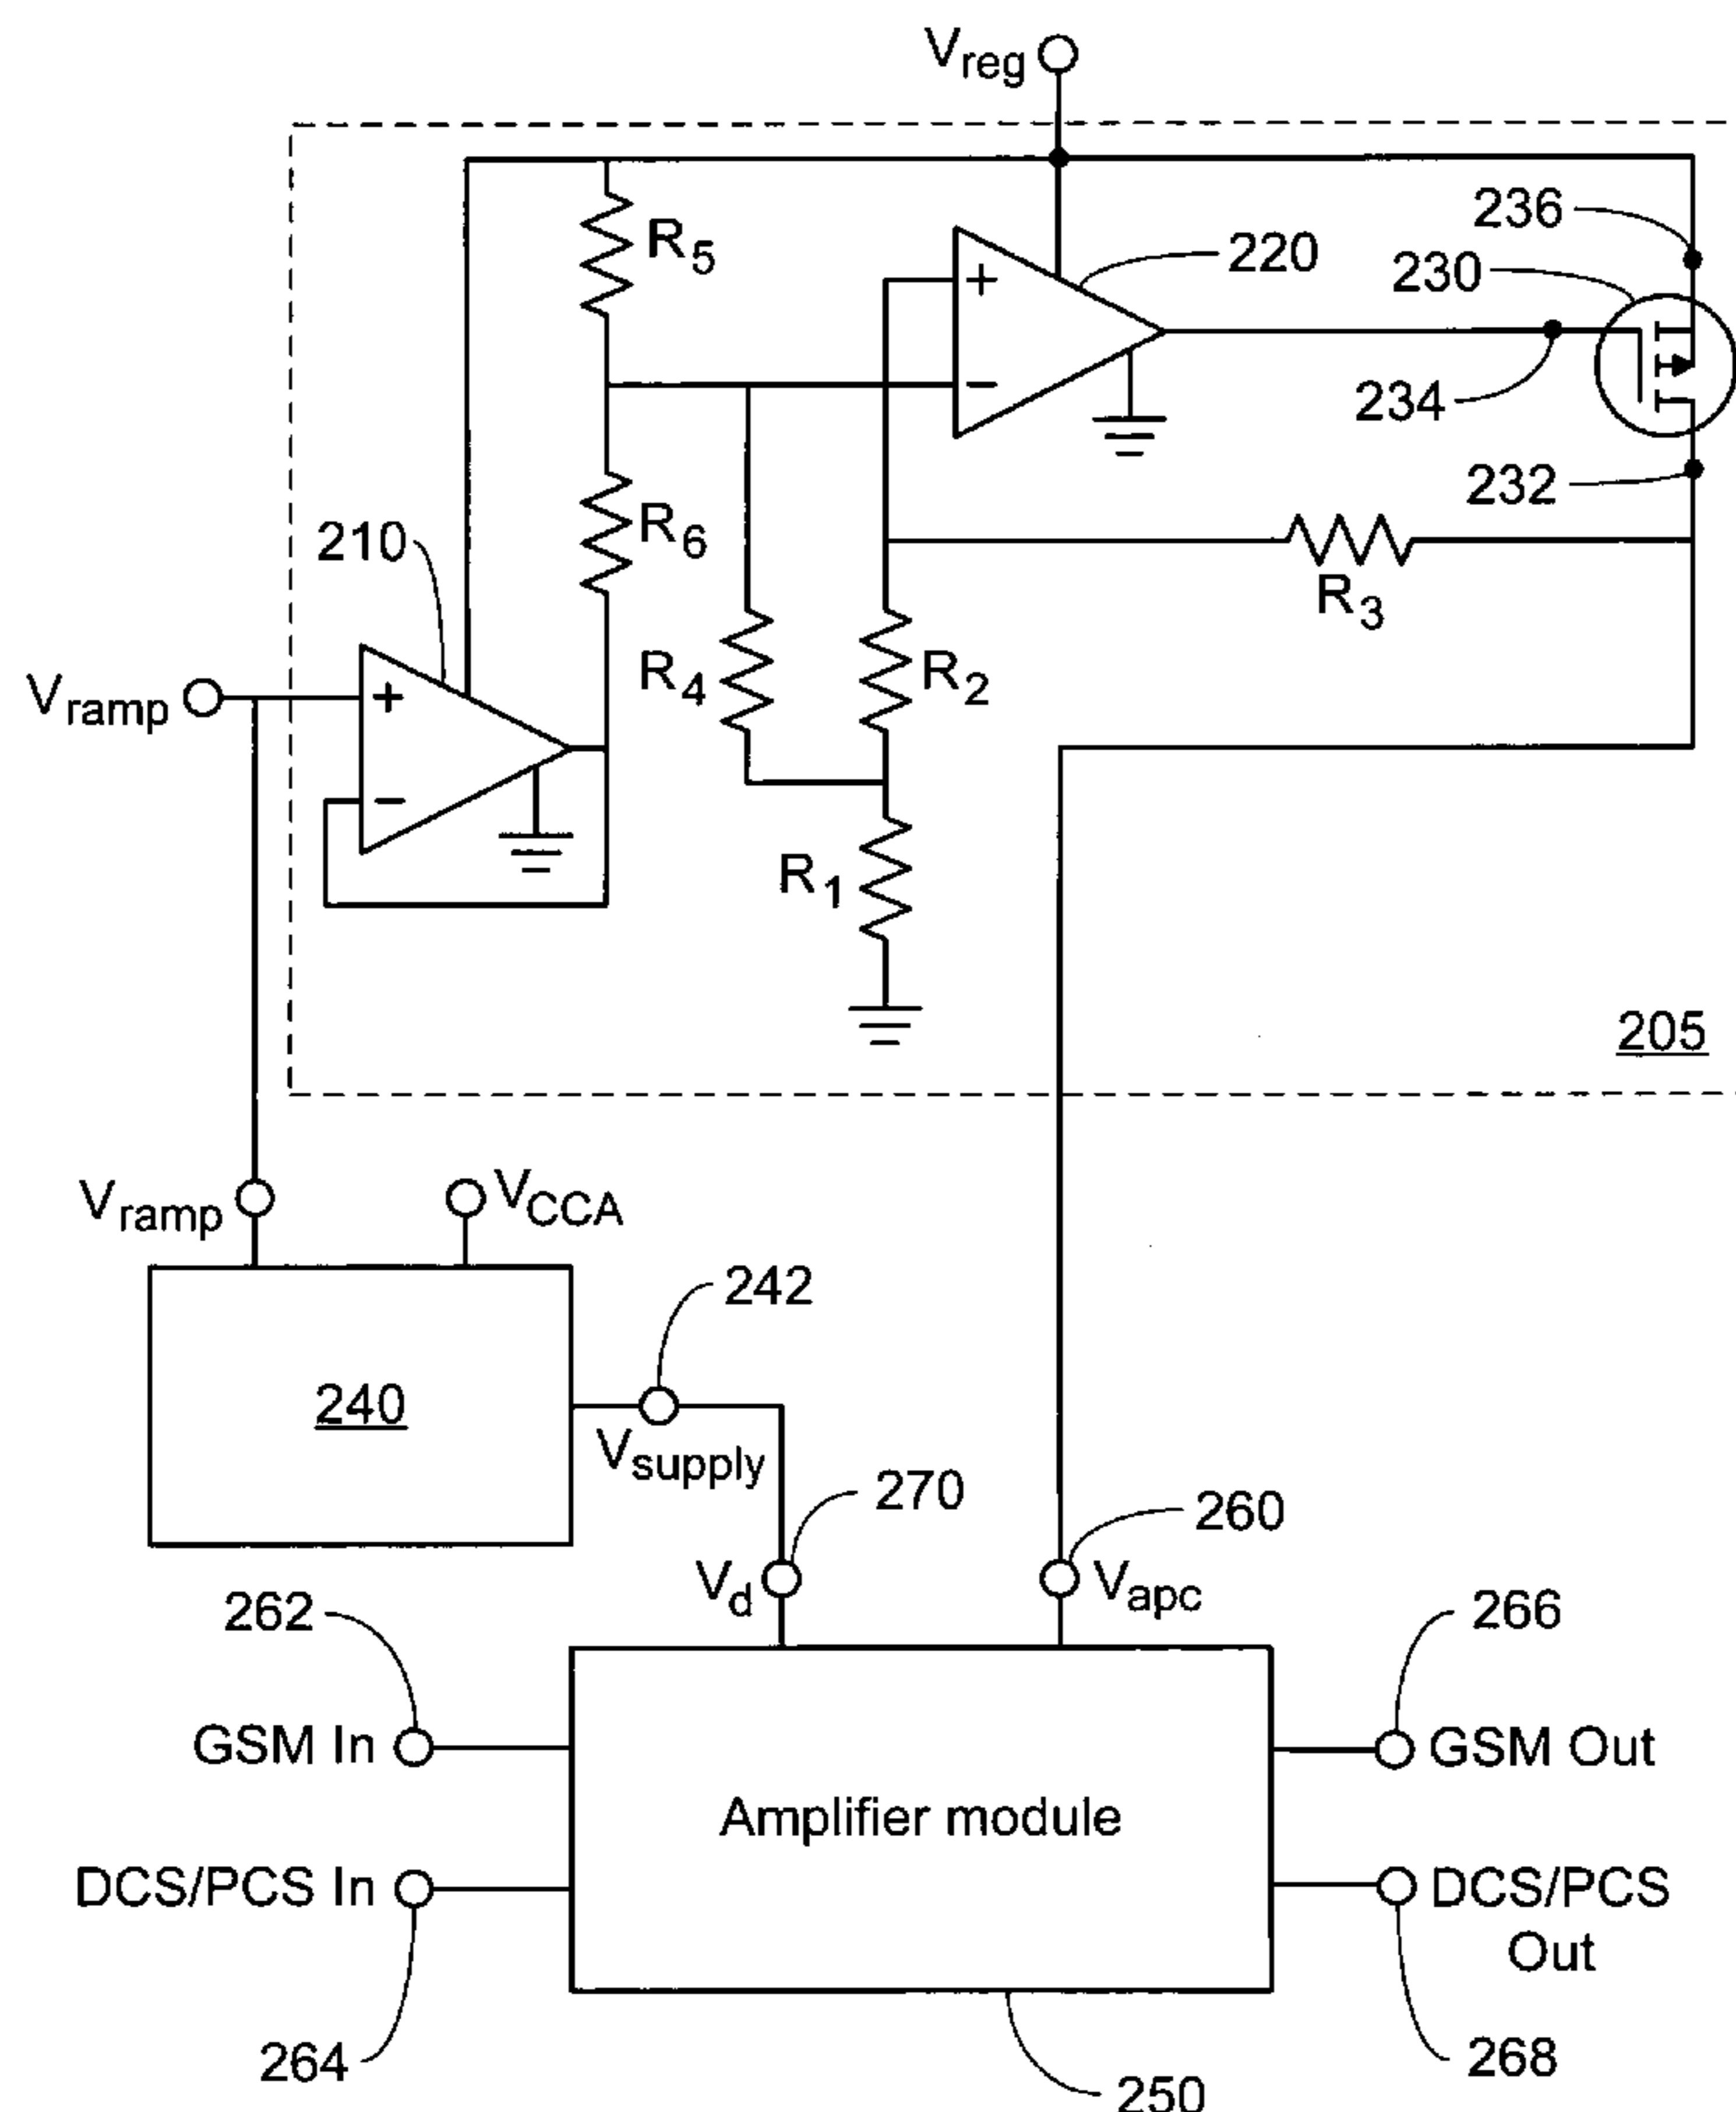 Vreg
236
R5
220
230
234
232
210
R6
R3
Vramp
R4
R2
R1
205
Vramp
VCCA
242
240
Vsupply
270
260
Vd
Vapc
262
266
GSM In
GSM Out
Amplifier module
DCS/PCS In
DCS/PCS
Out
264
268
250